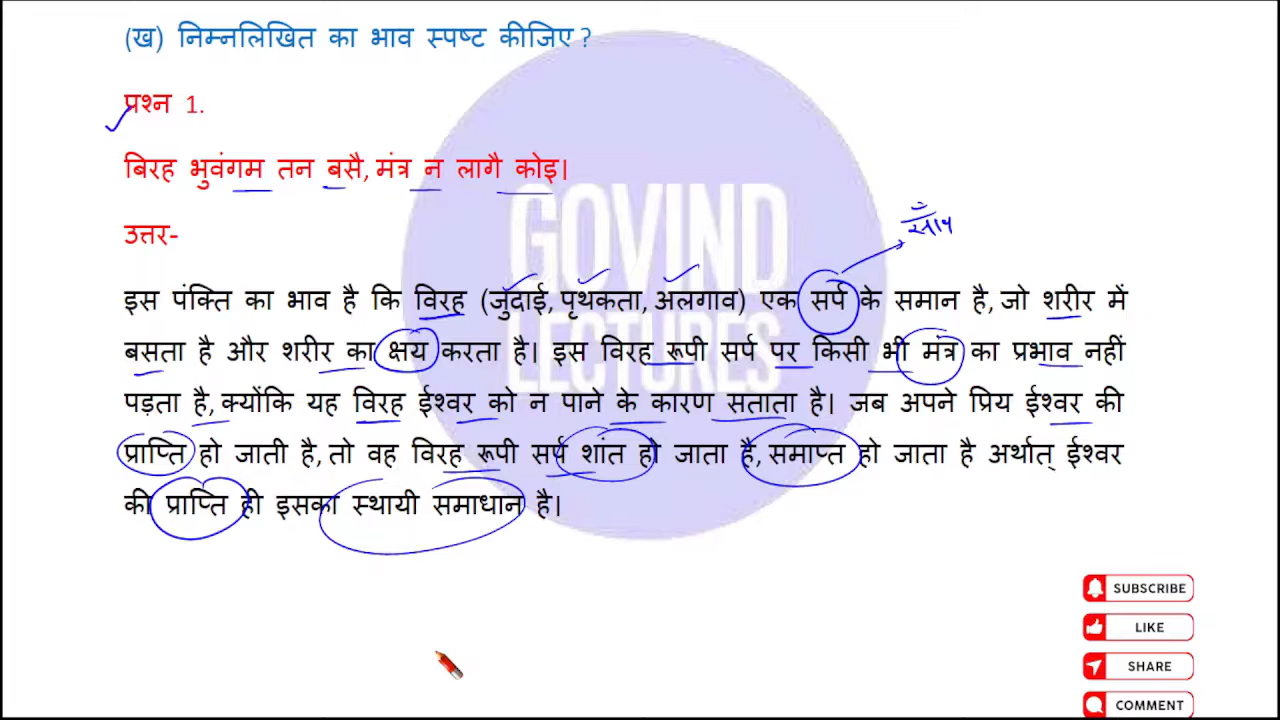 (ख) निम्नलिखित का भाव स्पष्ट कीजिए ?
प्रश्न 1.
बिरह भुवंगम तन बसै, मंत्र न लागै कोइ।
उत्तर-
साँप
इस पंक्ति का भाव है कि विरह (जुदाई, पृथकता, अलगाव) एक सर्प के समान है, जो शरीर में
बसता है और शरीर का क्षय करता है। इस विरह रूपी सर्प पर किसी भी मंत्र का प्रभाव नहीं
पड़ता है, क्योंकि यह विरह ईश्वर को न पाने के कारण सताता है। जब अपने प्रिय ईश्वर की
प्राप्ति हो जाती है, तो वह विरह रूपी सर्प शांत हो जाता है, समाप्त हो जाता है अर्थात् ईश्वर
की प्राप्ति ही इसका स्थायी समाधान है।
GOVIND
LECTURES
SUBSCRIBE
LIKE
SHARE
COMMENT